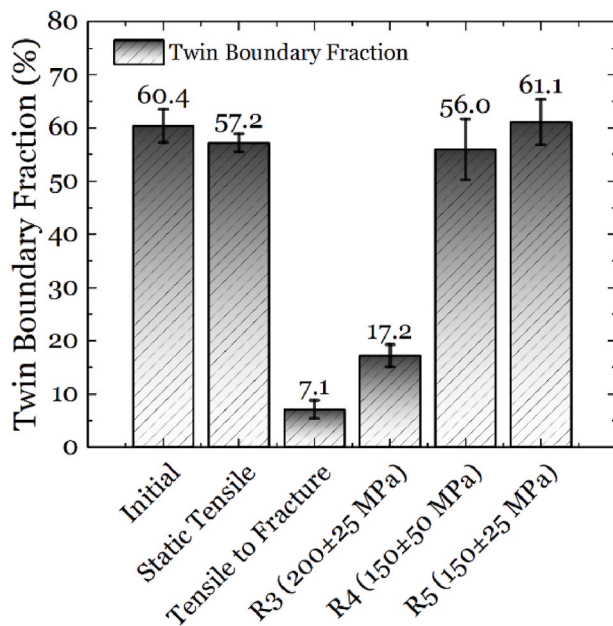 Twin Boundary Fraction (%)
80
70
60
50
40
30
20
10
0
Twin Boundary Fraction
60.4
57.2
7.1
17.2
56.0
61.1
Initial
Static Tensile
Tensile to Fracture
R3 (200±25 MPa)
R4 (150±50 MPa)
R5 (150±25 MPa)